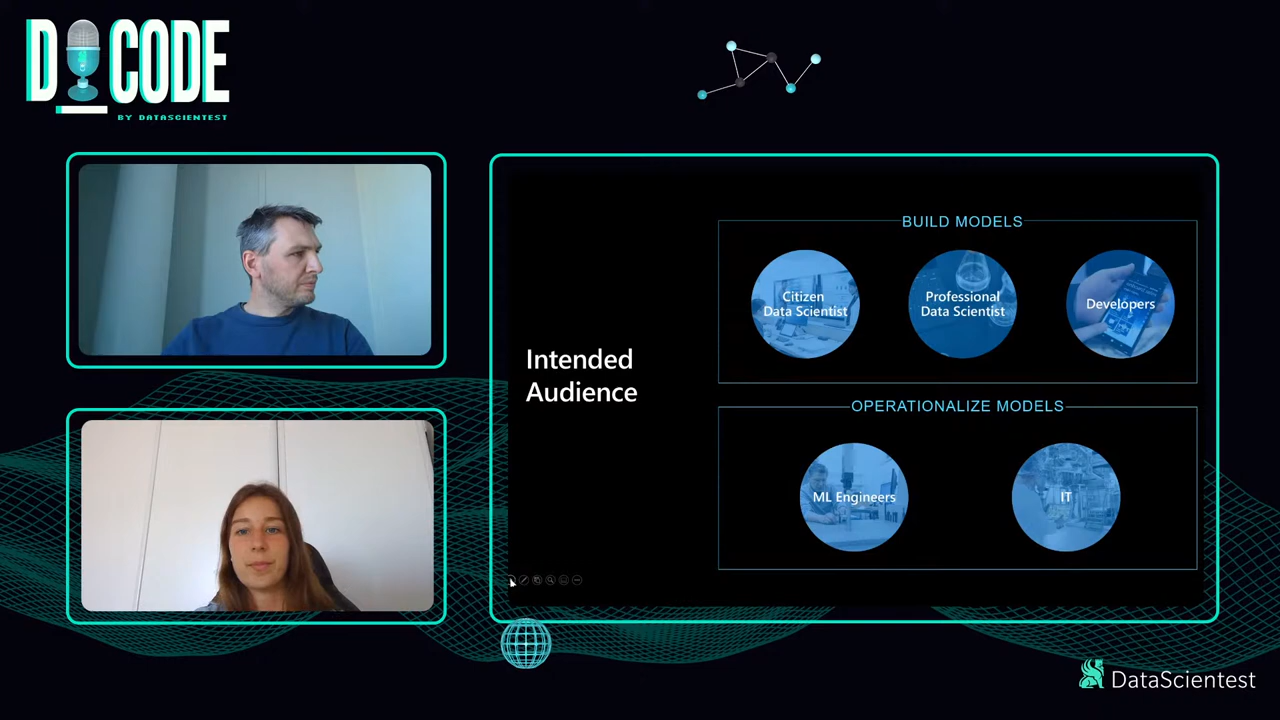 D CODE
BY DATASCIENTEST
Intended
Audience
BUILD MODELS
Citizen
Data Scientist
Professional
Data Scientist
Developers
OPERATIONALIZE MODELS
ML Engineers
IT
DataScientest